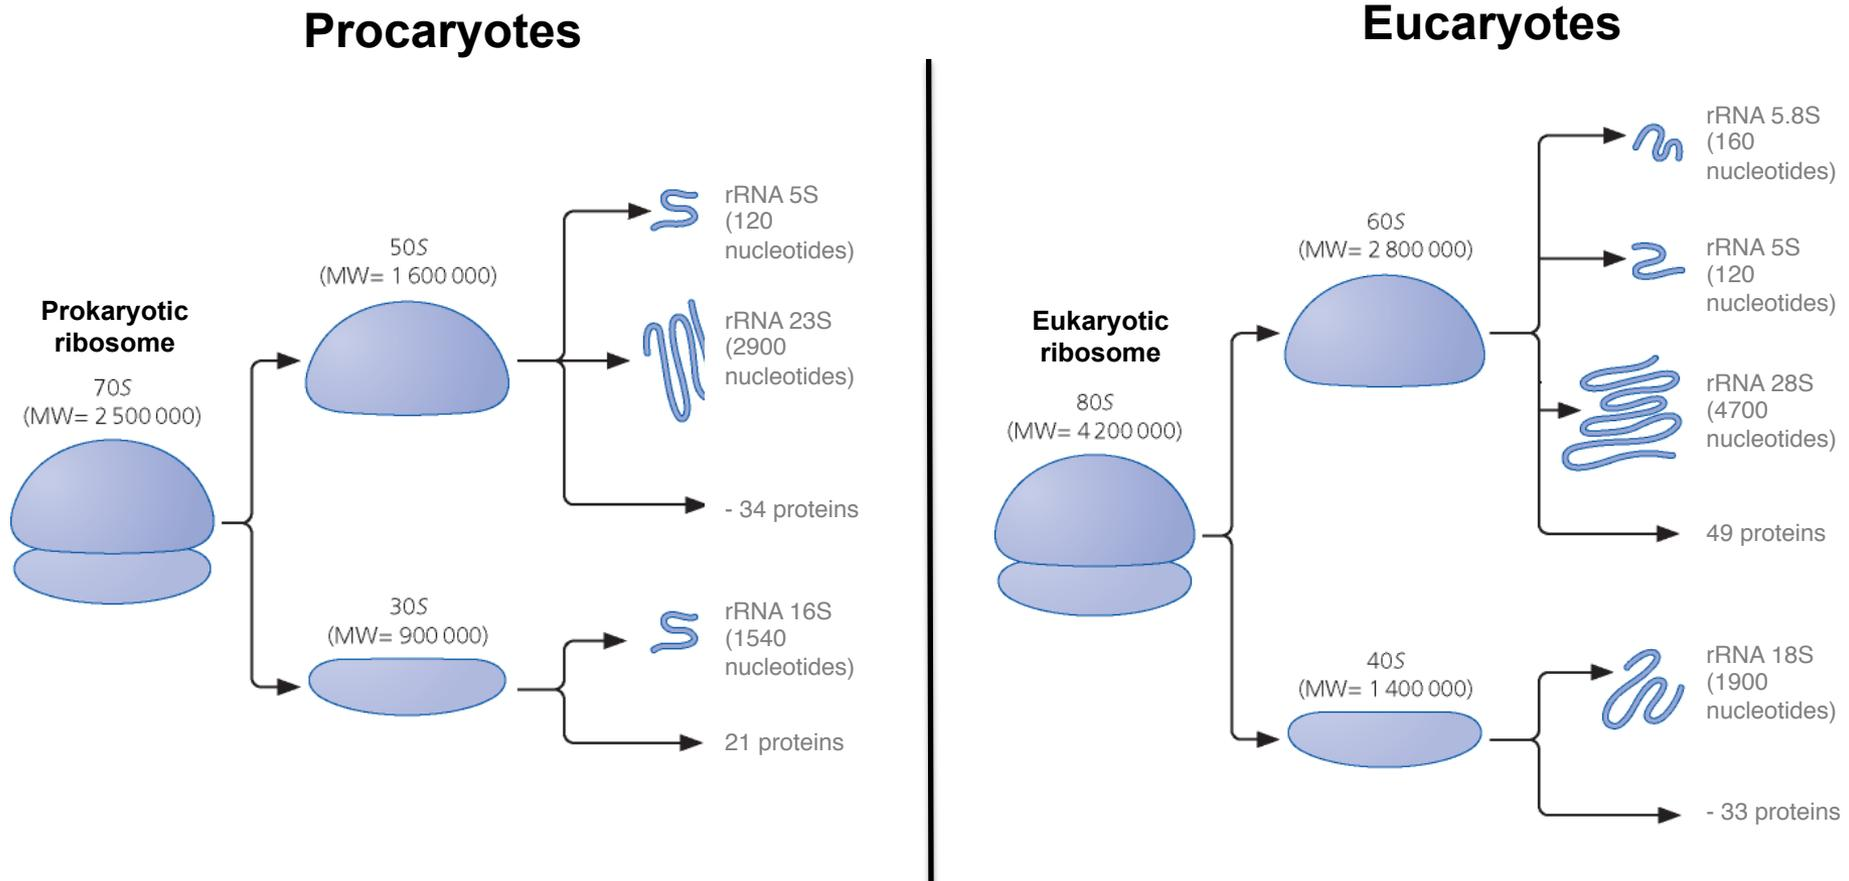 Procaryotes
Prokaryotic
ribosome
70S
(MW= 2 500 000)
50S
(MW= 1 600 000)
rRNA 5S
(120
nucleotides)
rRNA 23S
(2900
nucleotides)
- 34 proteins
30S
(MW= 900 000)
rRNA 16S
(1540
nucleotides)
21 proteins
Eucaryotes
Eukaryotic
ribosome
80S
(MW= 4 200 000)
60S
(MW= 2 800 000)
rRNA 5.8S
(160
nucleotides)
rRNA 5S
(120
nucleotides)
rRNA 28S
(4700
nucleotides)
49 proteins
40S
(MW= 1 400 000)
rRNA 18S
(1900
nucleotides)
- 33 proteins